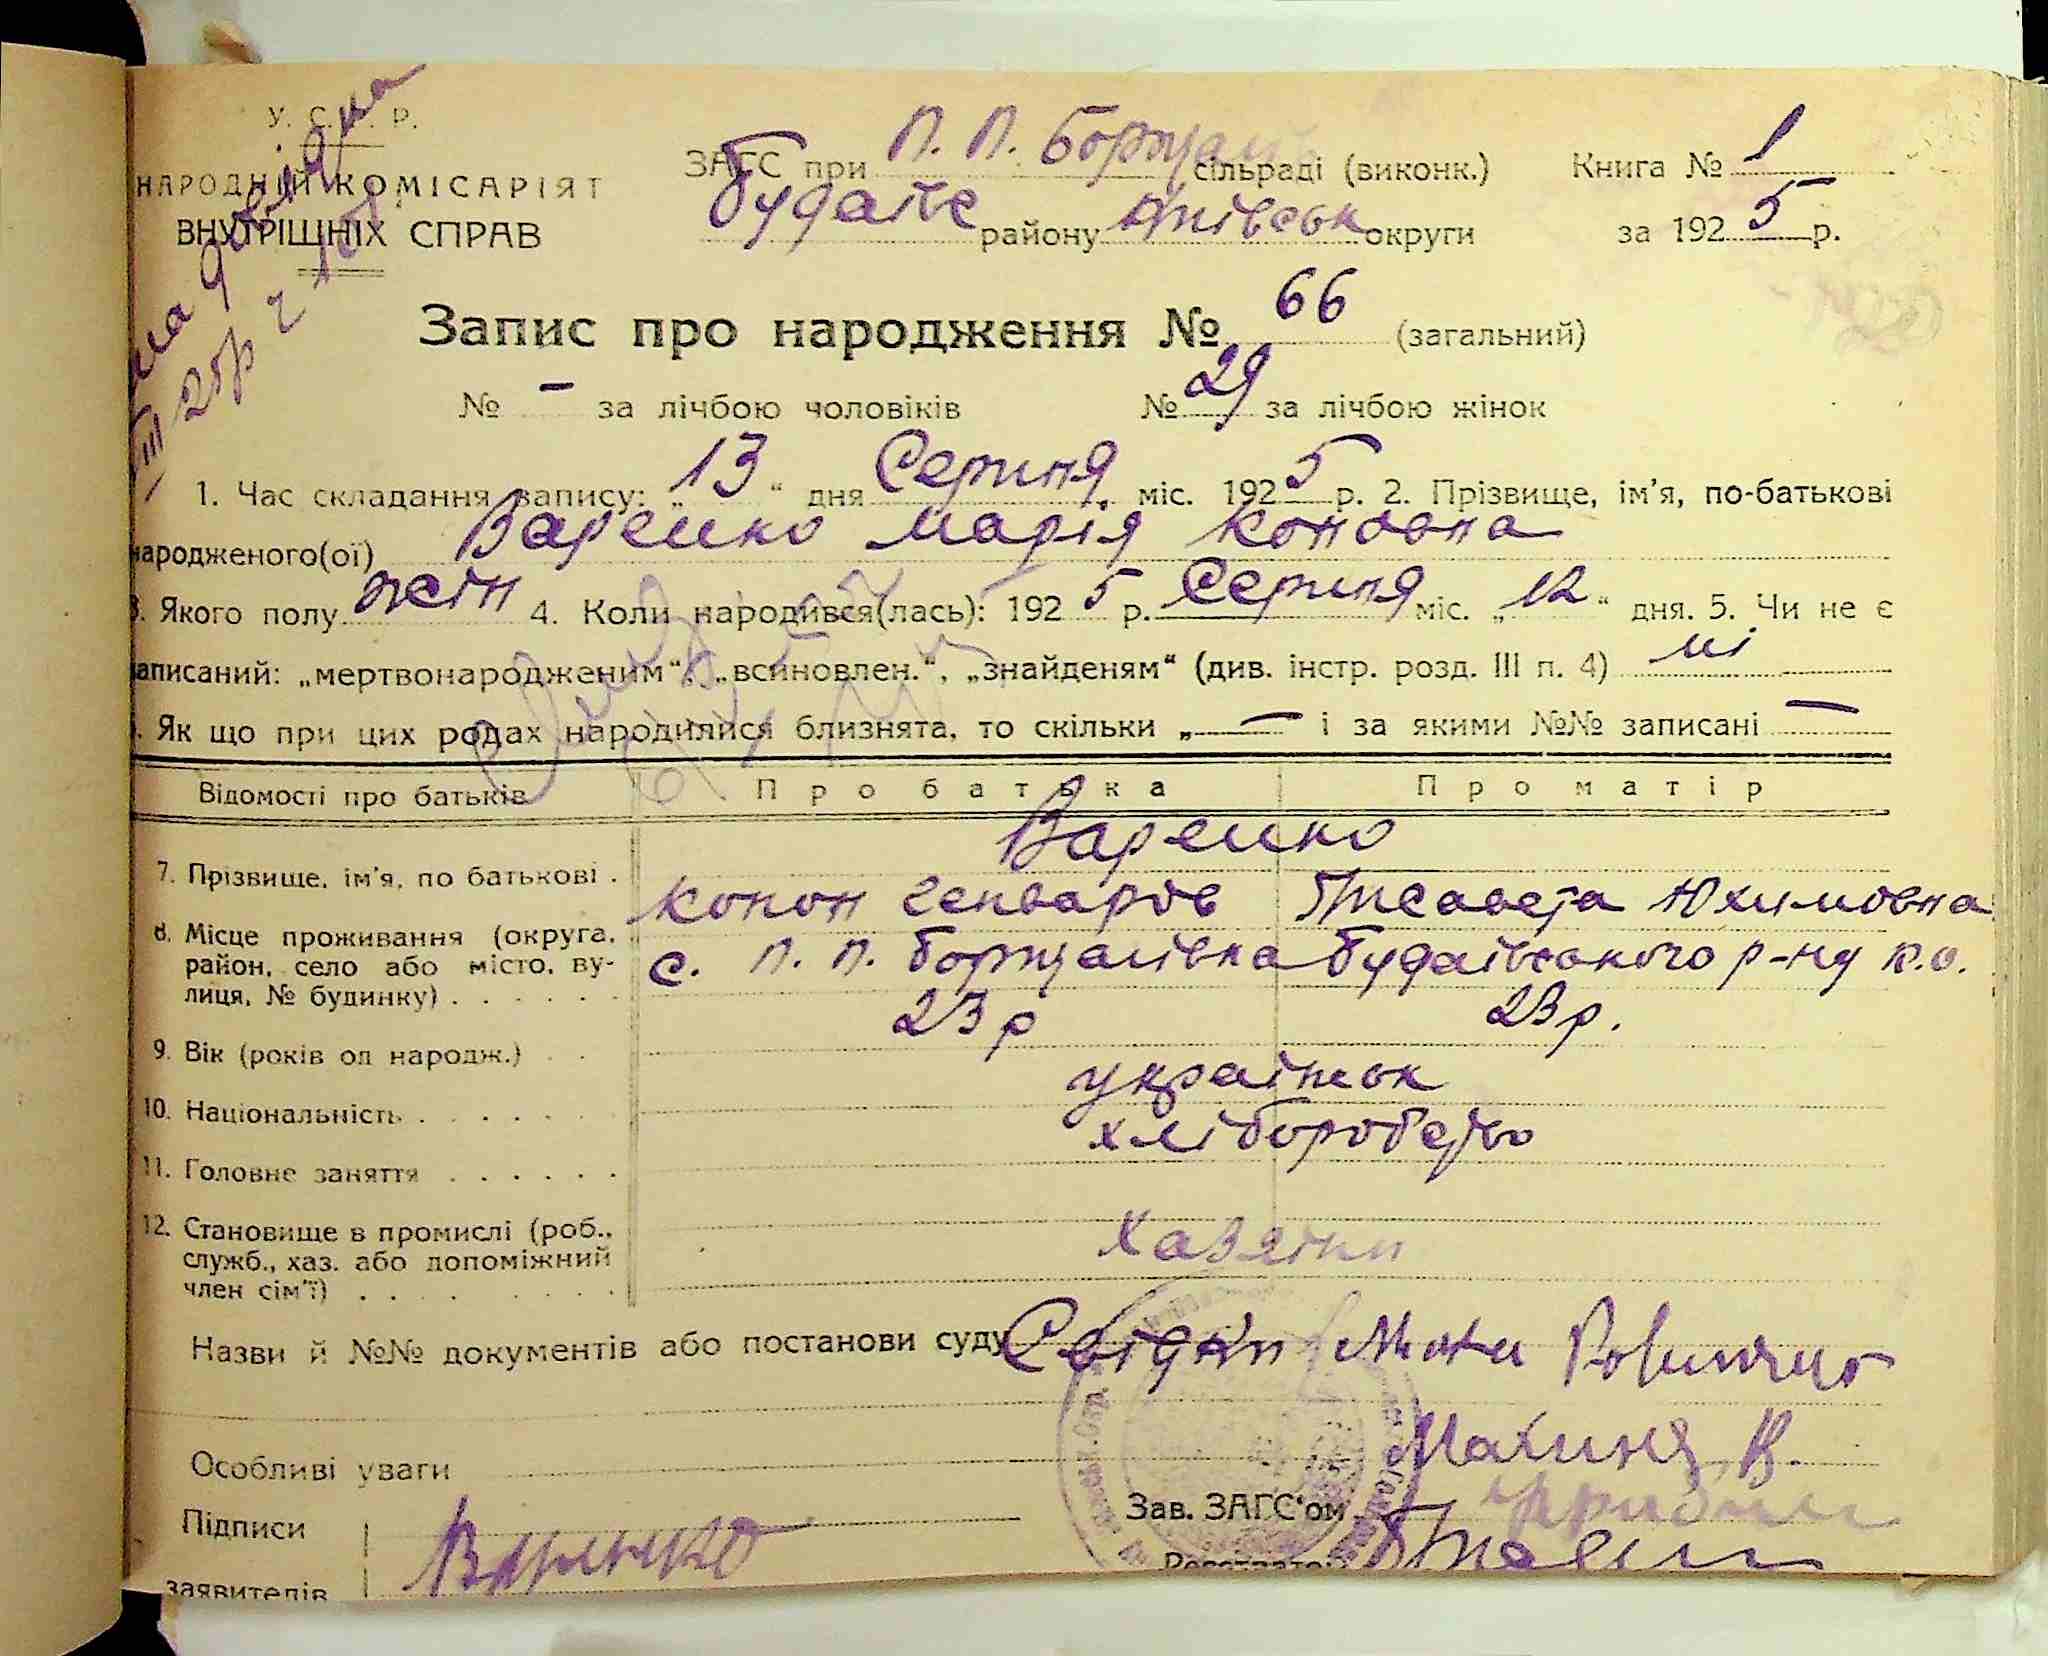 У. С. Р. Р.
НАРОДНІЙ КОМІСАРІЯТ
ВНУТРІШНІХ СПРАВ
ЗАГС при П. П. Борщаг сільраді (виконк.)
Будаївс району Київськ округи
Книга № 1
за 1925 р.
Запис про народження № 66 (загальний)
№ – за лічбою чоловіків № 29 за лічбою жінок
1. Час складання запису: „13“ дня Серпня міс. 1925 р. 2. Прізвище, ім'я, по-батькові
народженого(ої) Варенко Марія Кононвна
3. Якого полу жін 4. Коли народився(лась): 1925 р. Серпня міс. „12“ дня. 5. Чи не є
записаний: „мертвонародженим“, „всиновлен.“, „знайденям“ (див. інстр. розд. III п. 4) ні
6. Як що при цих родах народилися близнята, то скільки „— і за якими №№ записані —
Відомості про батьків Про батька Про матір
Варенко
7. Прізвище, ім'я, по батькові . Конон Юхимовна
8. Місце проживання (округа, район, село або місто, вулиця, № будинку) . . . . . . с. П. П. Борщагівка Будаївського р-ну К.о.
9. Вік (років од народж.) . . 23 р 23 р.
10. Національність . . . . . . . українськ
11. Головне заняття . . . . . . хліборобство
12. Становище в промислі (роб., служб., хаз. або допоміжний член сім'ї) . . . . . . . . Хазяїни
Назви й №№ документів або постанови суду Свідки
Махиня В.
Особливі уваги
Підписи
заявителів
Варенко
Зав. ЗАГС'ом
Реєстратор